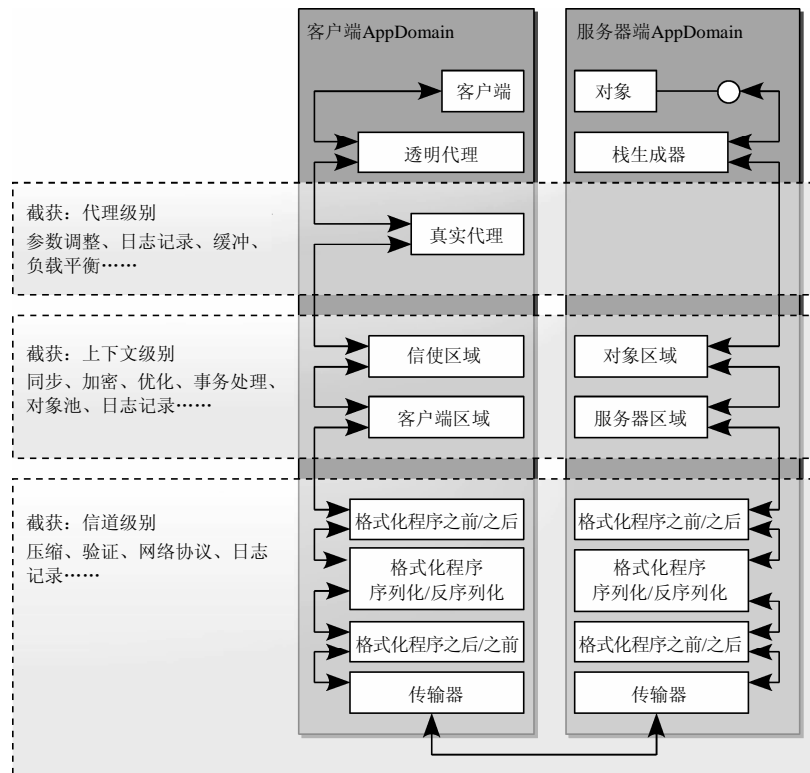 客户端AppDomain
服务器端AppDomain
客户端
对象
透明代理
栈生成器
截获：代理级别
参数调整、日志记录、缓冲、
负载平衡……
真实代理
截获：上下文级别
同步、加密、优化、事务处理、
对象池、日志记录……
信使区域
对象区域
客户端区域
服务器区域
截获：信道级别
压缩、验证、网络协议、日志
记录……
格式化程序之前/之后
格式化程序之前/之后
格式化程序
序列化/反序列化
格式化程序
序列化/反序列化
格式化程序之后/之前
格式化程序之前/之后
传输器
传输器